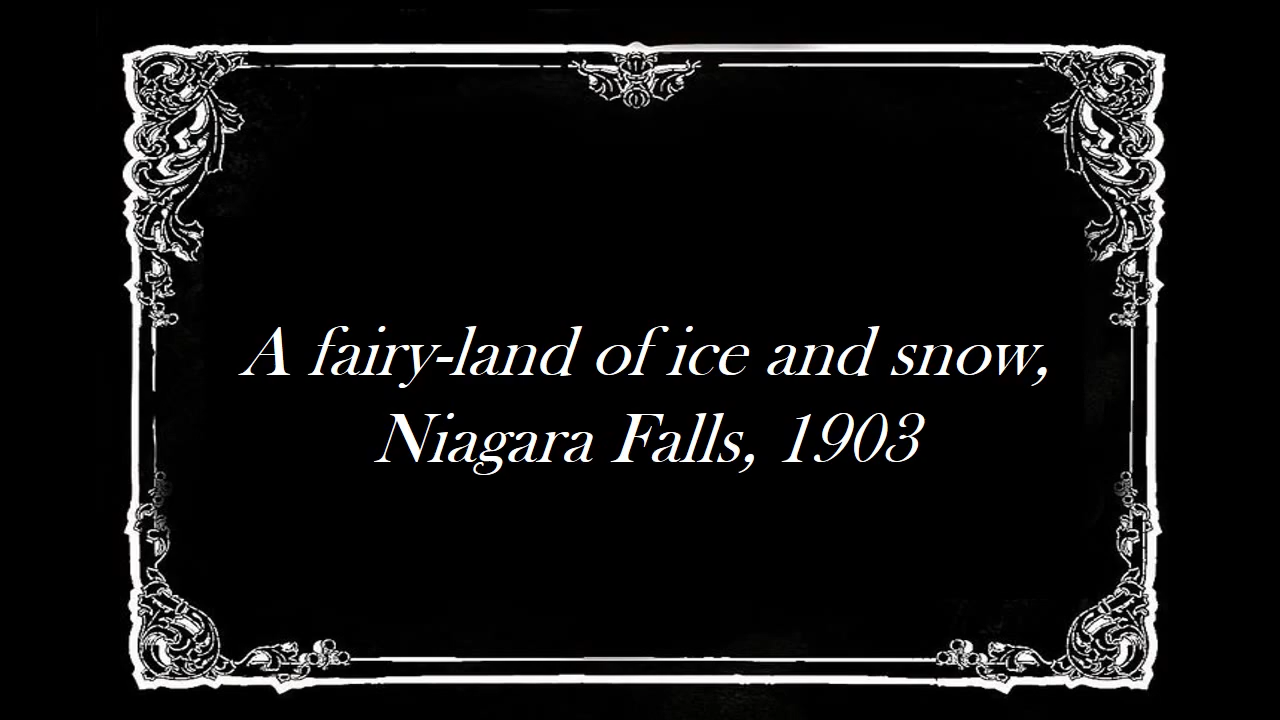 A fairy-land of ice and snow,
Niagara Falls, 1903